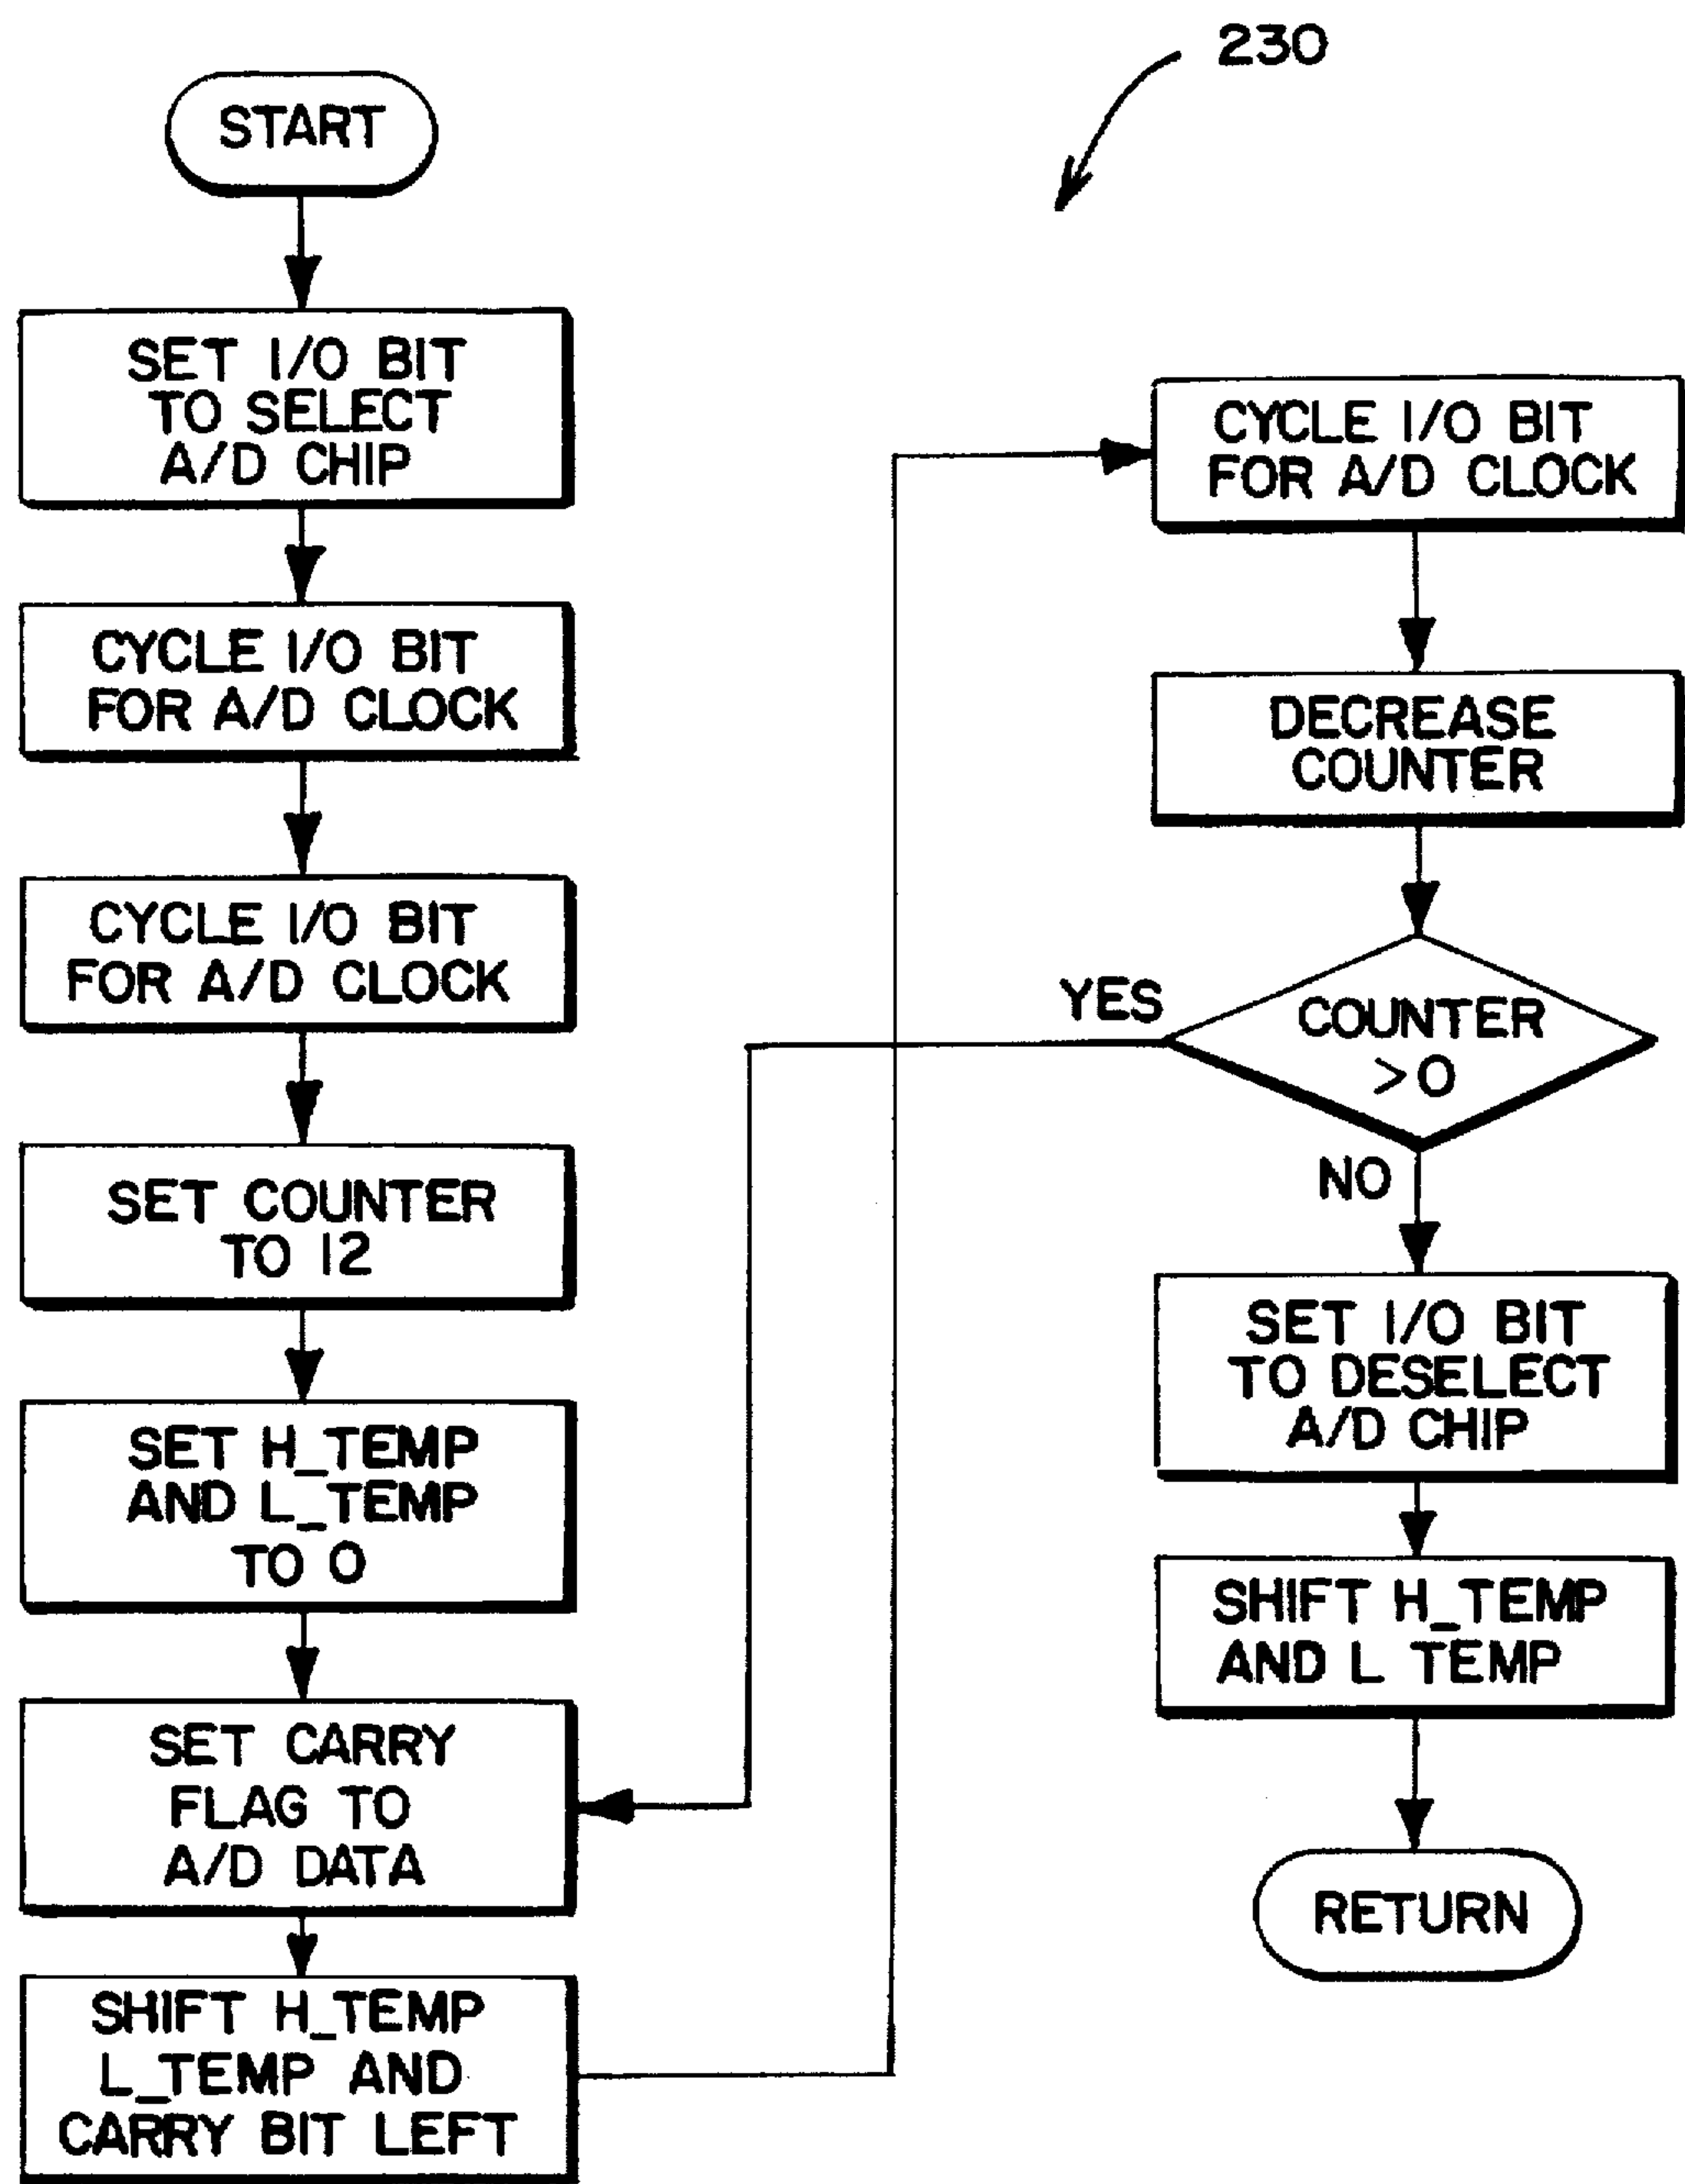 230
START
SET I/O BIT
TO SELECT
A/D CHIP
CYCLE I/O BIT
FOR A/D CLOCK
CYCLE I/O BIT
FOR A/D CLOCK
SET COUNTER
TO 12
SET H_TEMP
AND L_TEMP
TO 0
SET CARRY
FLAG TO
A/D DATA
SHIFT H_TEMP
L_TEMP AND
CARRY BIT LEFT
CYCLE I/O BIT
FOR A/D CLOCK
DECREASE
COUNTER
COUNTER
>0
YES
NO
SET I/O BIT
TO DESELECT
A/D CHIP
SHIFT H_TEMP
AND L TEMP
RETURN